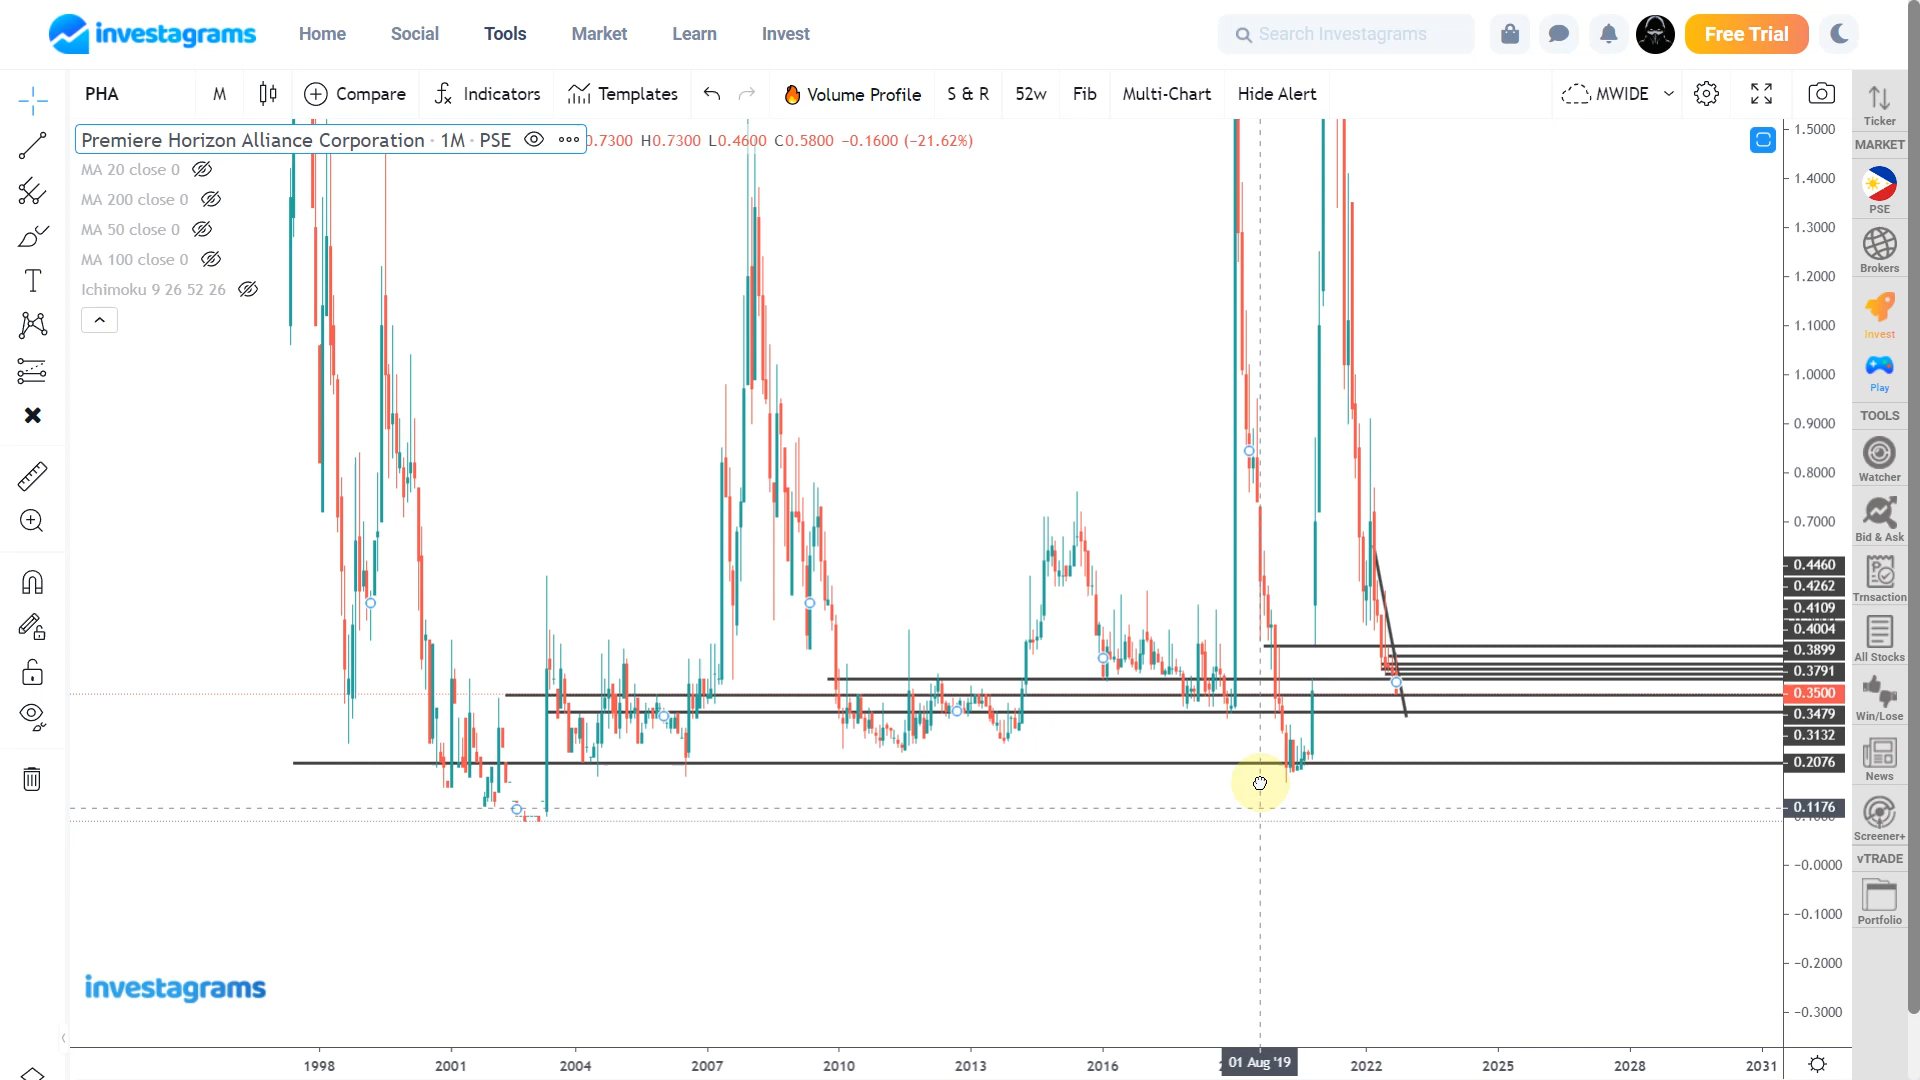 investagrams
Home Social Tools Market Learn Invest
Search Investagrams
Free Trial
PHA M Compare Indicators Templates Volume Profile S & R 52w Fib Multi-Chart Hide Alert MWIDE
Premiere Horizon Alliance Corporation · 1M · PSE
0.7300 H0.7300 L0.4600 C0.5800 −0.1600 (−21.62%)
MA 20 close 0
MA 200 close 0
MA 50 close 0
MA 100 close 0
Ichimoku 9 26 52 26
1.5000
1.4000
1.3000
1.2000
1.1000
1.0000
0.9000
0.8000
0.7000
0.4460
0.4262
0.4109
0.4004
0.3899
0.3791
0.3500
0.3479
0.3132
0.2076
0.1176
−0.0000
−0.1000
−0.2000
−0.3000
investagrams
1998 2001 2004 2007 2010 2013 2016 01 Aug '19 2022 2025 2028 2031
Ticker
MARKET
PSE
Brokers
Invest
Play
TOOLS
Watcher
Bid & Ask
Trnsaction
All Stocks
Win/Lose
News
Screener+
vTRADE
Portfolio